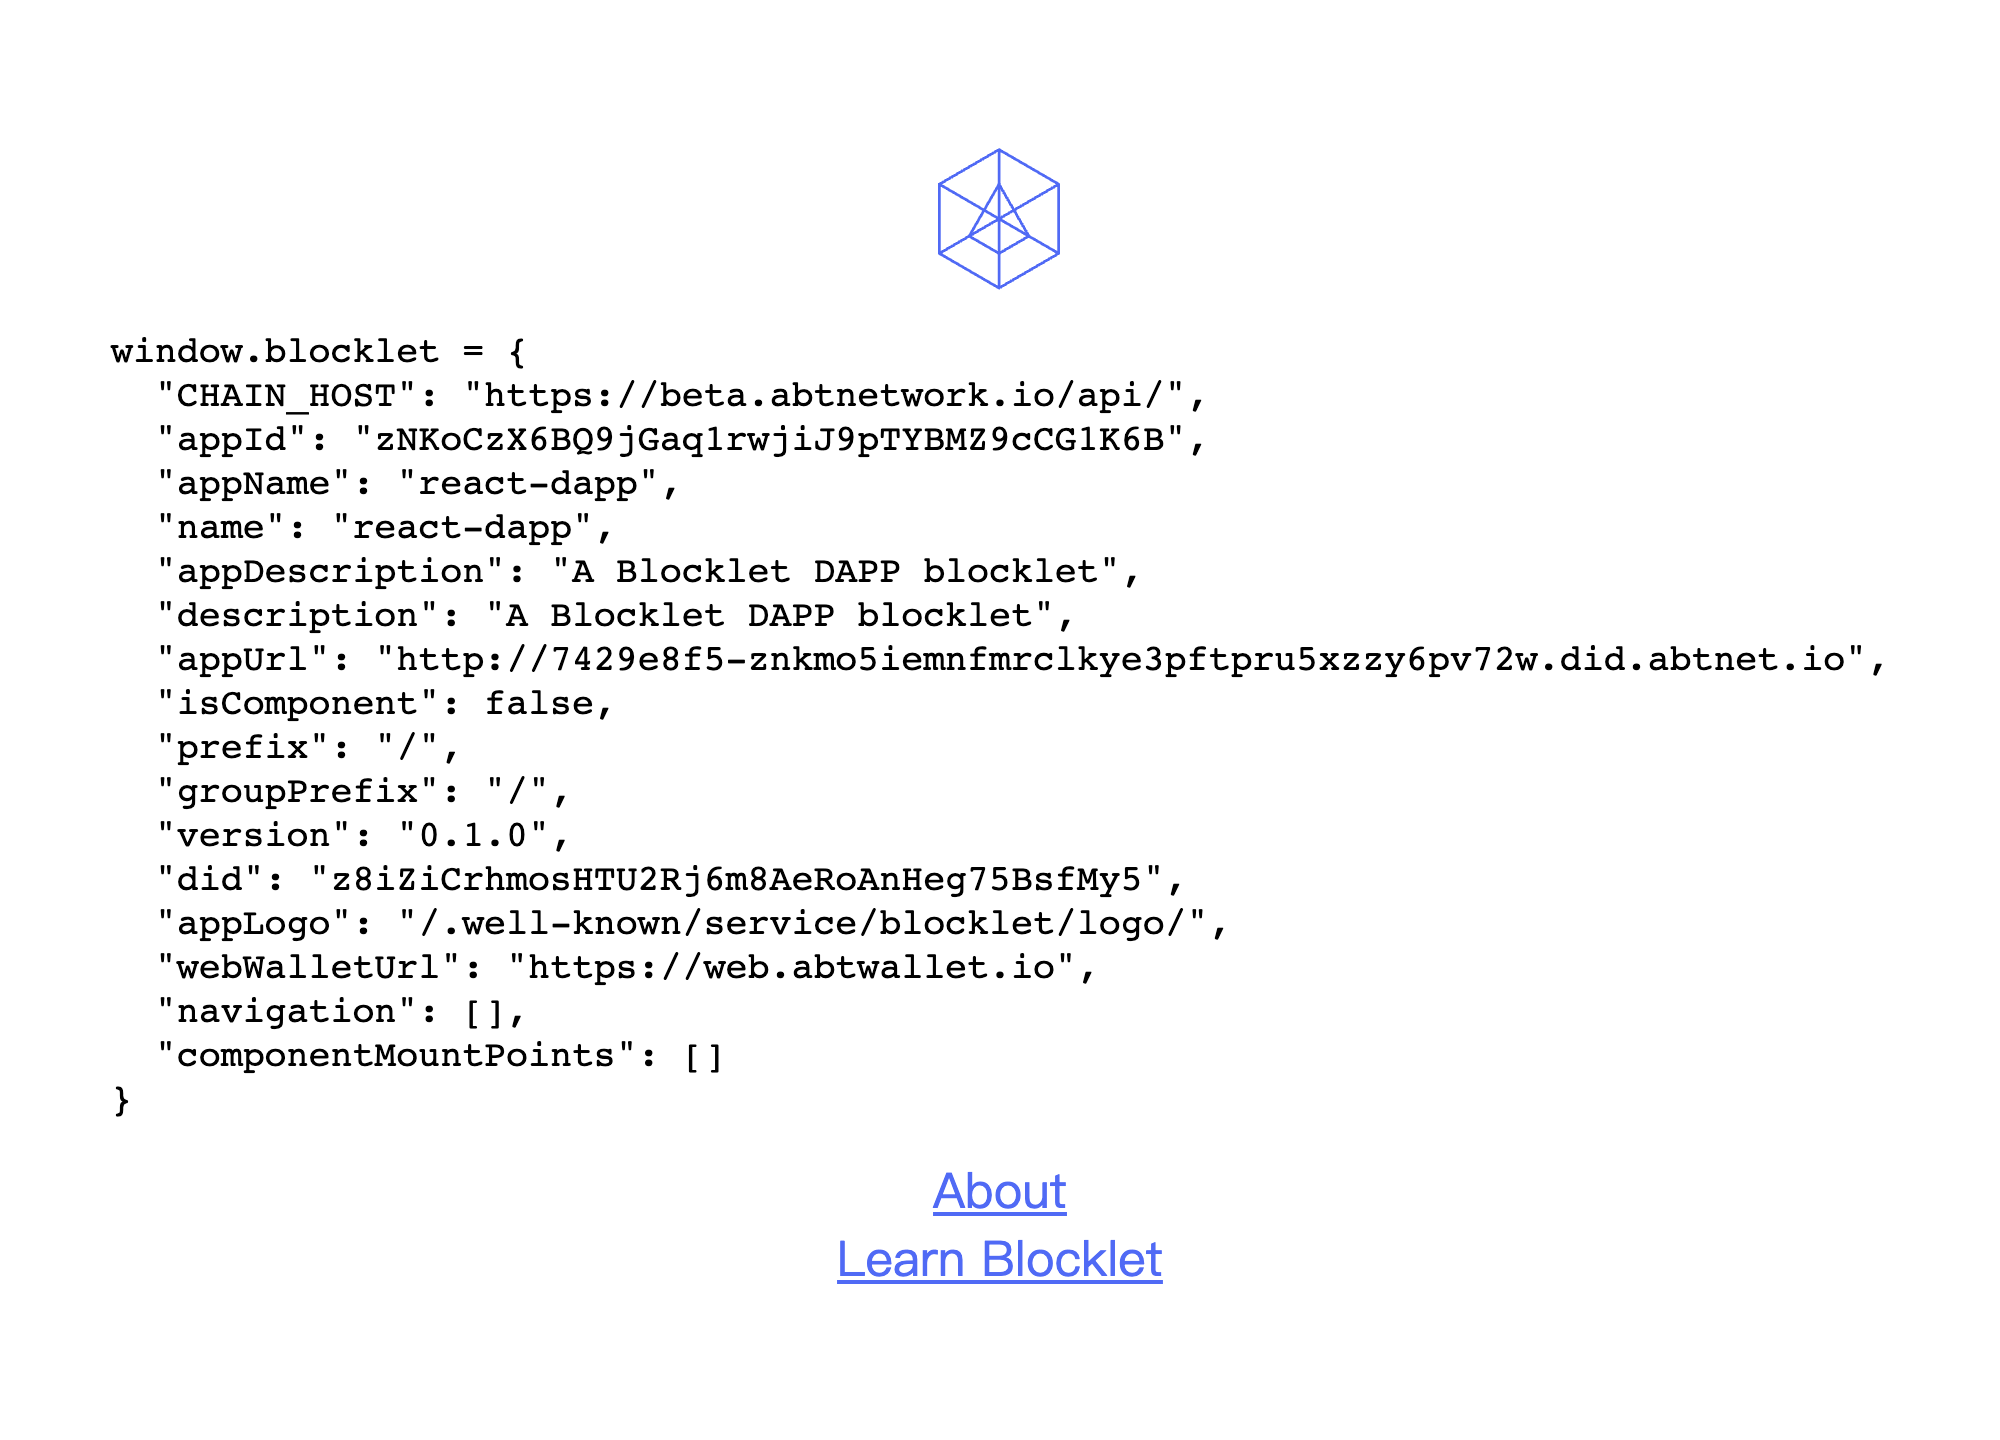 window.blocklet = {
  "CHAIN_HOST": "https://beta.abtnetwork.io/api/",
  "appId": "zNKoCzX6BQ9jGaq1rwjiJ9pTYBMZ9cCG1K6B",
  "appName": "react-dapp",
  "name": "react-dapp",
  "appDescription": "A Blocklet DAPP blocklet",
  "description": "A Blocklet DAPP blocklet",
  "appUrl": "http://7429e8f5-znkmo5iemnfmrclkye3pftpru5xzzy6pv72w.did.abtnet.io",
  "isComponent": false,
  "prefix": "/",
  "groupPrefix": "/",
  "version": "0.1.0",
  "did": "z8iZiCrhmosHTU2Rj6m8AeRoAnHeg75BsfMy5",
  "appLogo": "/.well-known/service/blocklet/logo/",
  "webWalletUrl": "https://web.abtwallet.io",
  "navigation": [],
  "componentMountPoints": []
}
About
Learn Blocklet